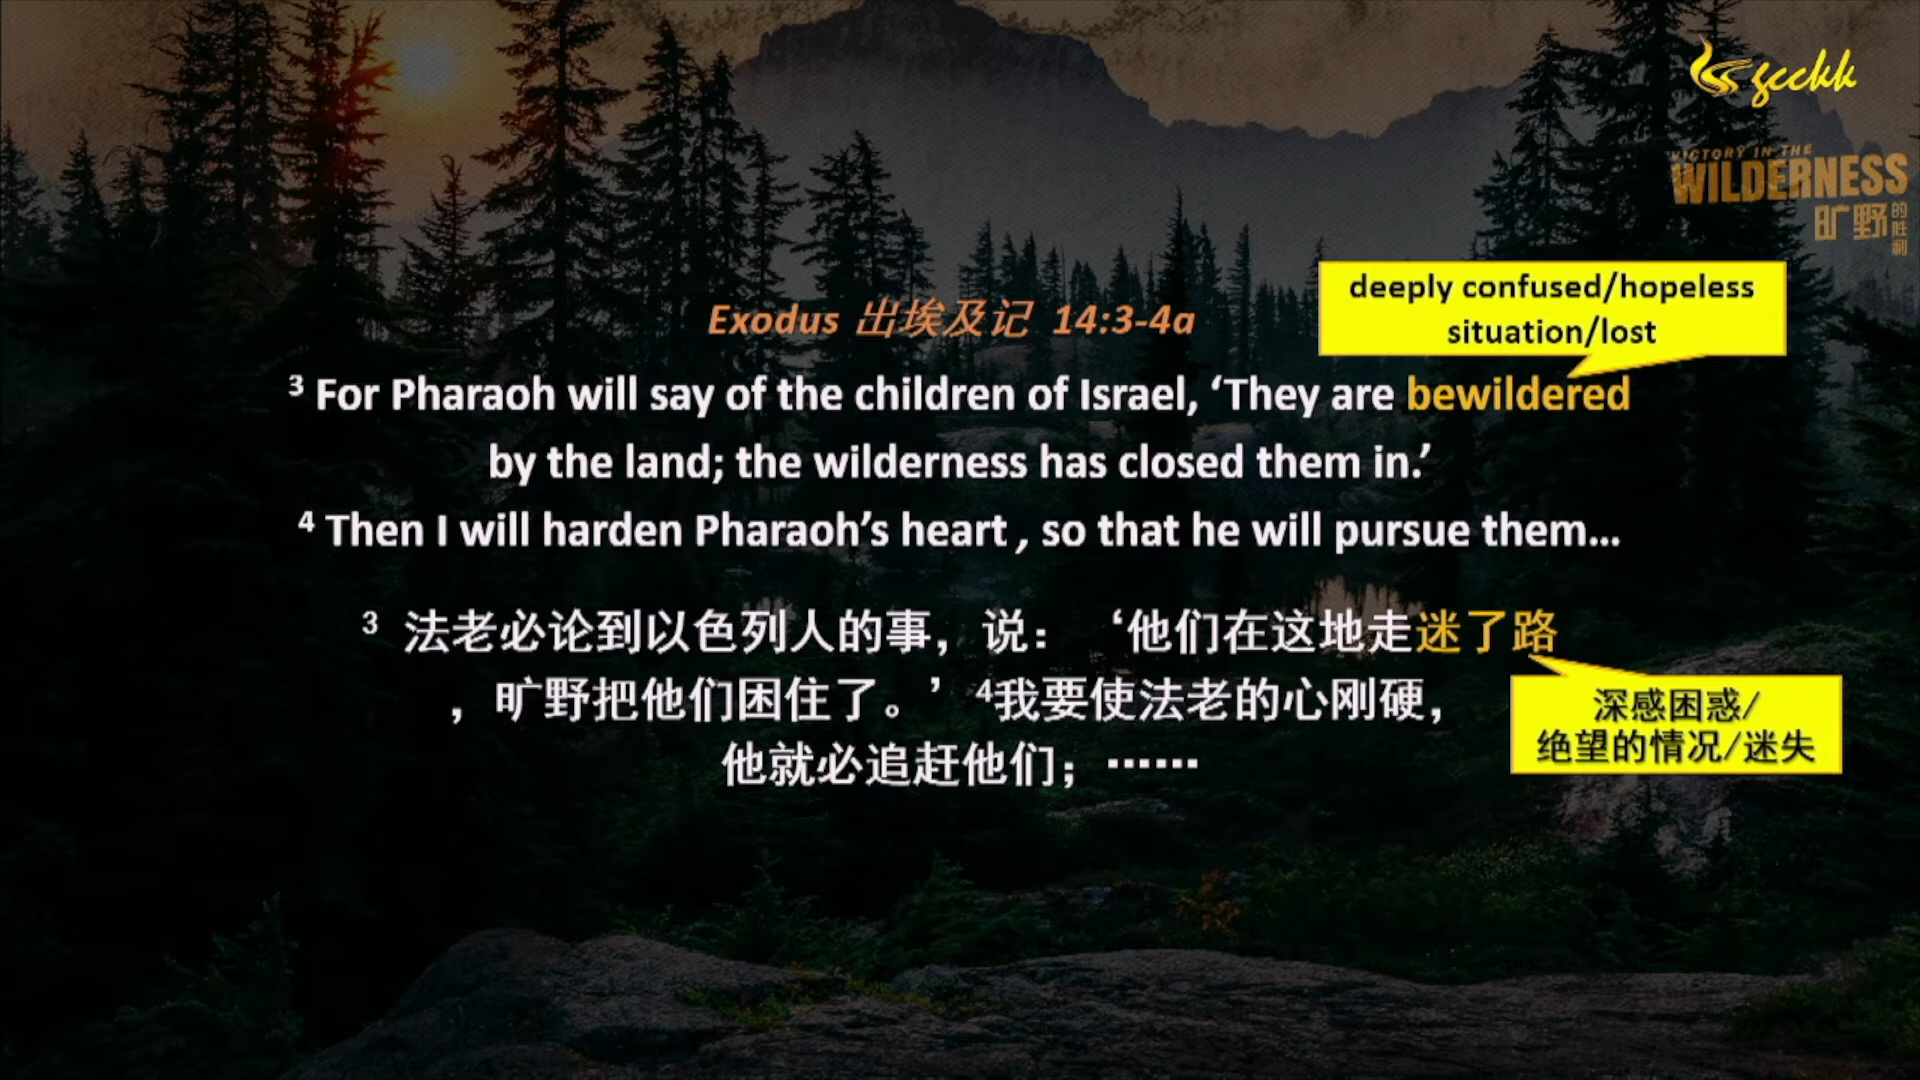 gcckk
VICTORY IN THE
WILDERNESS
旷野的胜利
deeply confused/hopeless
situation/lost
Exodus 出埃及记 14:3-4a
³ For Pharaoh will say of the children of Israel, ‘They are bewildered
by the land; the wilderness has closed them in.’
⁴ Then I will harden Pharaoh’s heart , so that he will pursue them…
³ 法老必论到以色列人的事，说：‘他们在这地走迷了路
，旷野把他们困住了。’ ⁴我要使法老的心刚硬，
他就必追赶他们；……
深感困惑/
绝望的情况/迷失